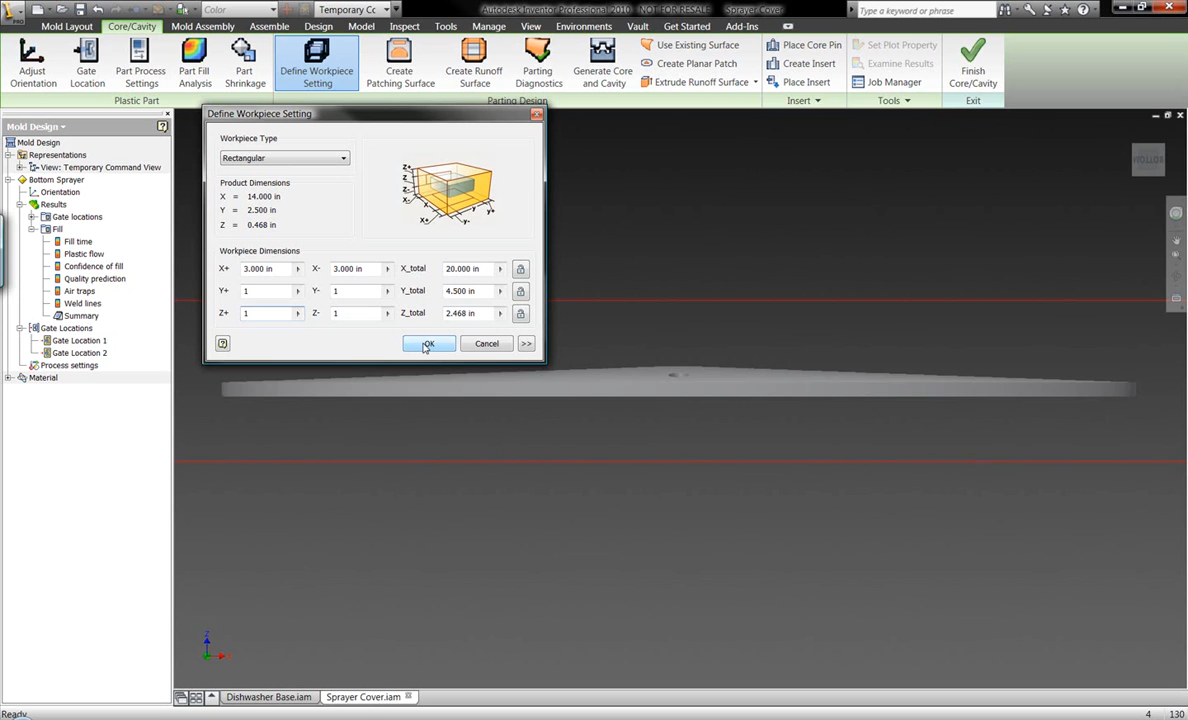 PRO
Color
Temporary Cc
Autodesk Inventor Professional 2010 - NOT FOR RESALE Sprayer Cover
Type a keyword or phrase
Mold Layout Core/Cavity Mold Assembly Assemble Design Manage Inspect Tools Manage View Environments Vault Get Started Add-Ins
Adjust Orientation
Gate Location
Part Process Settings
Part Fill Analysis
Part Shrinkage
Define Workpiece Setting
Create Patching Surface
Create Runoff Surface
Parting Diagnostics
Generate Core and Cavity
Use Existing Surface
Create Planar Patch
Extrude Runoff Surface
Place Core Pin
Create Insert
Place Insert
Set Plot Property
Examine Results
Job Manager
Finish Core/Cavity
Plastic Part
Parting Design
Insert
Tools
Exit
Mold Design
Mold Design
Representations
View: Temporary Command View
Bottom Sprayer
Orientation
Results
Gate locations
Fill
Fill time
Plastic flow
Confidence of fill
Quality prediction
Air traps
Weld lines
Summary
Gate Locations
Gate Location 1
Gate Location 2
Process settings
Material
Define Workpiece Setting
Workpiece Type
Rectangular
Product Dimensions
X = 14.000 in
Y = 2.500 in
Z = 0.468 in
Z+
Z
Z-
X-
X
X+
y
y+
y-
Workpiece Dimensions
X+ 3.000 in X- 3.000 in X_total 20.000 in
Y+ 1 Y- 1 Y_total 4.500 in
Z+ 1 Z- 1 Z_total 2.468 in
OK Cancel >>
BOTTOM
Z
X
Dishwasher Base.iam Sprayer Cover.iam
Ready 4 130